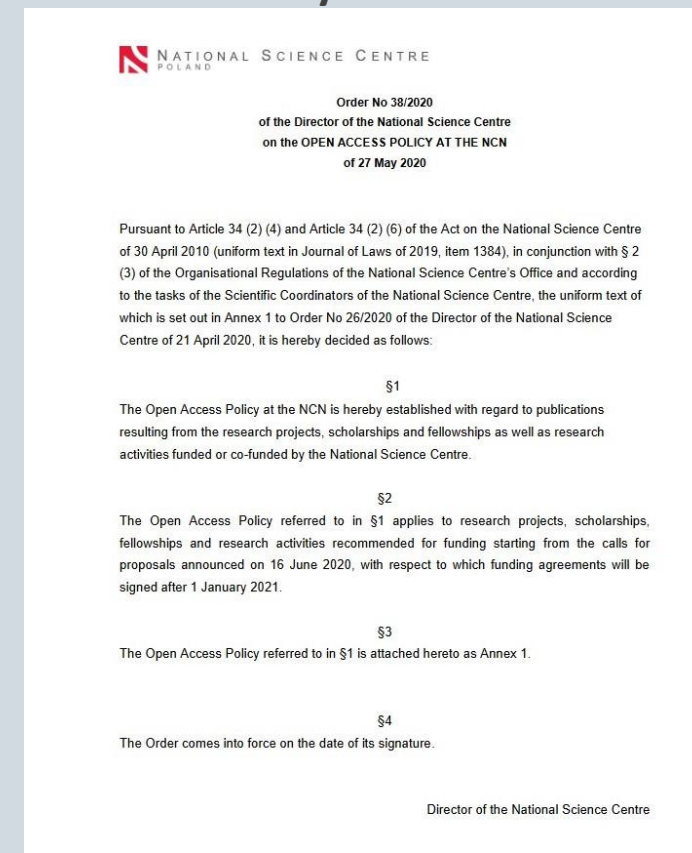 NATIONAL SCIENCE CENTRE
POLAND
Order No 38/2020
of the Director of the National Science Centre
on the OPEN ACCESS POLICY AT THE NCN
of 27 May 2020
Pursuant to Article 34 (2) (4) and Article 34 (2) (6) of the Act on the National Science Centre
of 30 April 2010 (uniform text in Journal of Laws of 2019, item 1384), in conjunction with § 2
(3) of the Organisational Regulations of the National Science Centre's Office and according
to the tasks of the Scientific Coordinators of the National Science Centre, the uniform text of
which is set out in Annex 1 to Order No 26/2020 of the Director of the National Science
Centre of 21 April 2020, it is hereby decided as follows:
§1
The Open Access Policy at the NCN is hereby established with regard to publications
resulting from the research projects, scholarships and fellowships as well as research
activities funded or co-funded by the National Science Centre.
§2
The Open Access Policy referred to in §1 applies to research projects, scholarships,
fellowships and research activities recommended for funding starting from the calls for
proposals announced on 16 June 2020, with respect to which funding agreements will be
signed after 1 January 2021.
§3
The Open Access Policy referred to in §1 is attached hereto as Annex 1.
§4
The Order comes into force on the date of its signature.
Director of the National Science Centre